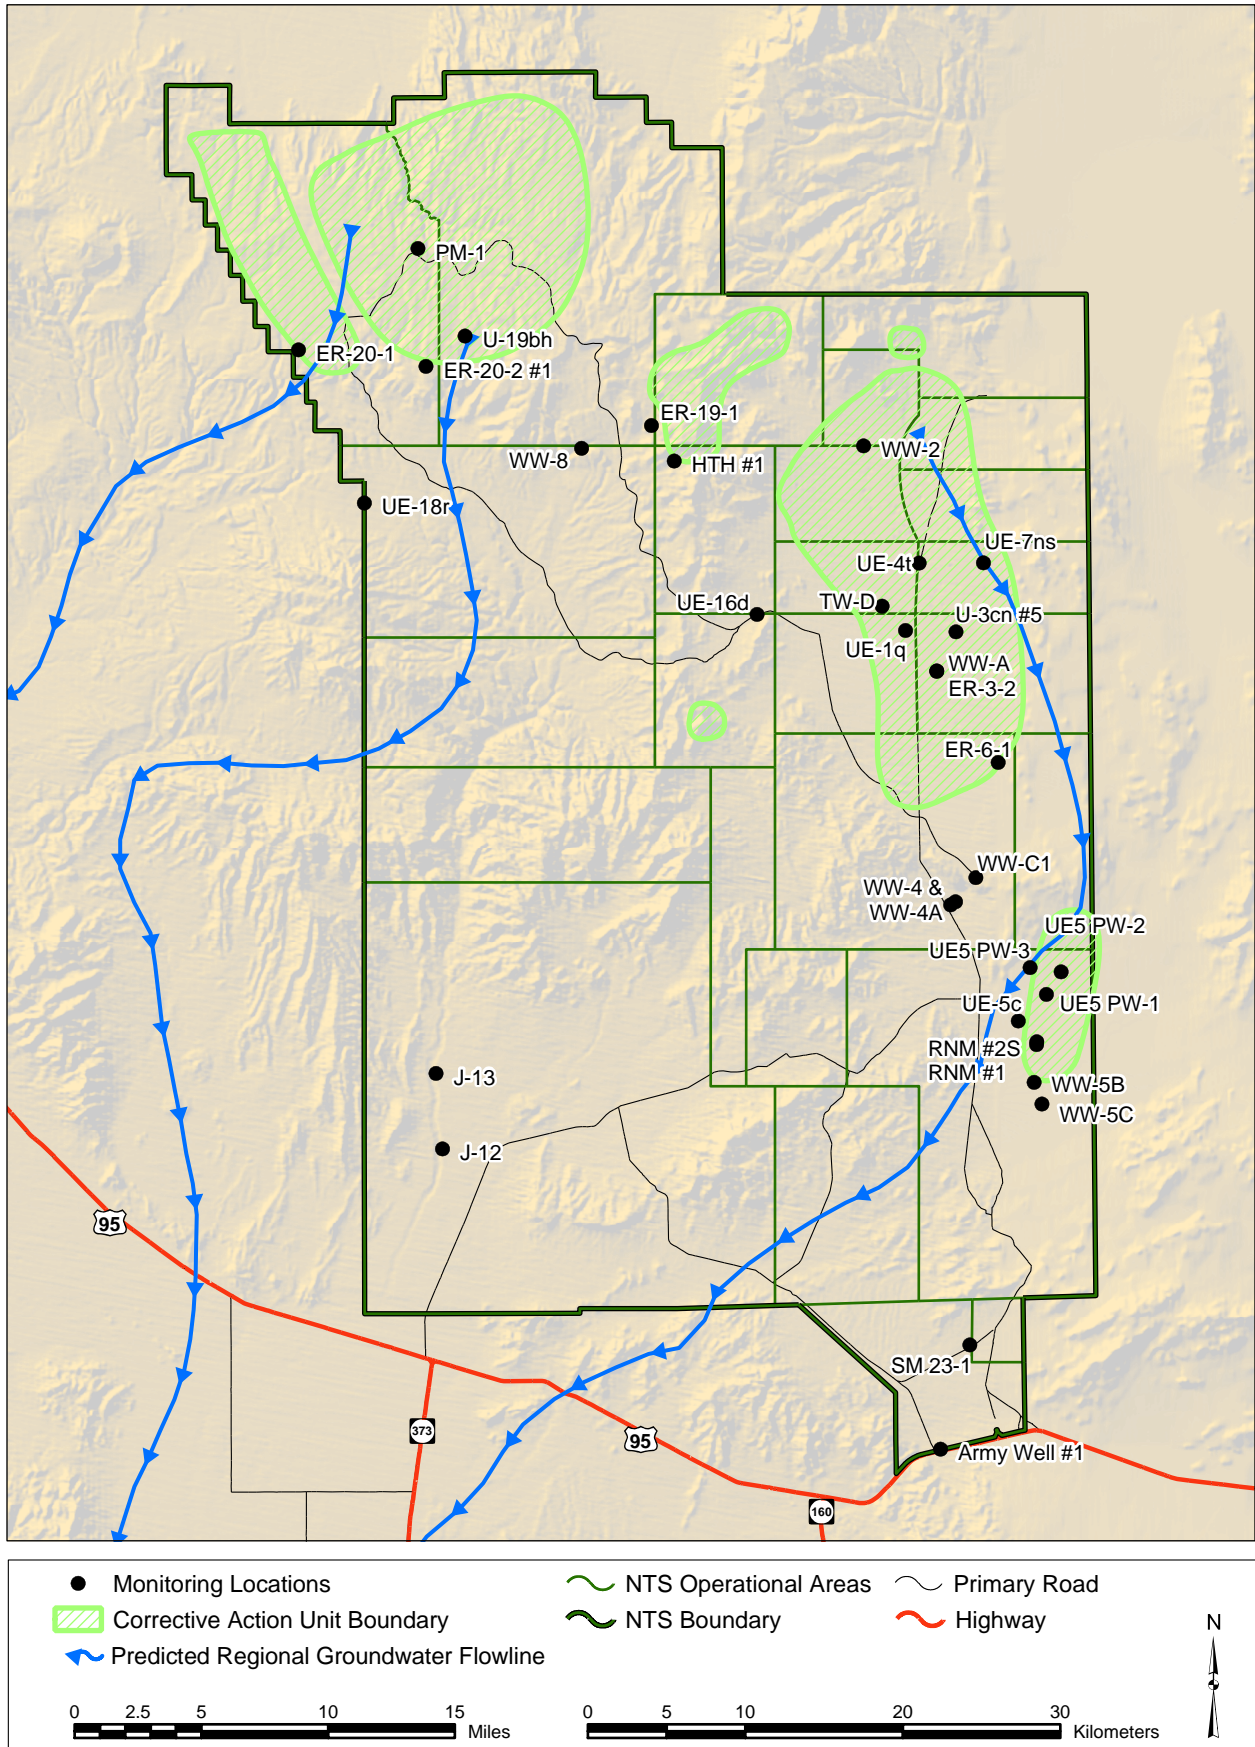 PM-1
U-19bh
ER-20-1
ER-20-2 #1
ER-19-1
WW-8
HTH #1
WW-2
UE-18r
UE-7ns
UE-4t
UE-16d
TW-D
U-3cn #5
UE-1q
WW-A
ER-3-2
ER-6-1
WW-C1
WW-4 &
WW-4A
UE5 PW-2
UE5 PW-3
UE-5c
UE5 PW-1
RNM #2S
RNM #1
J-13
WW-5B
WW-5C
J-12
95
SM 23-1
373
95
Army Well #1
160
Monitoring Locations
NTS Operational Areas
Primary Road
Corrective Action Unit Boundary
NTS Boundary
Highway
Predicted Regional Groundwater Flowline
N
0 2.5 5 10 15
Miles
0 5 10 20 30
Kilometers